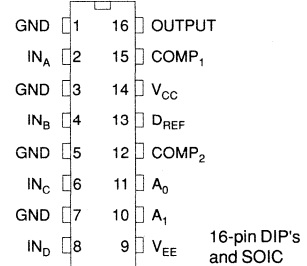 GND 1 16 OUTPUT
IN_A 2 15 COMP_1
GND 3 14 V_CC
IN_B 4 13 D_REF
GND 5 12 COMP_2
IN_C 6 11 A_0
GND 7 10 A_1
IN_D 8 9 V_EE
16-pin DIP's
and SOIC